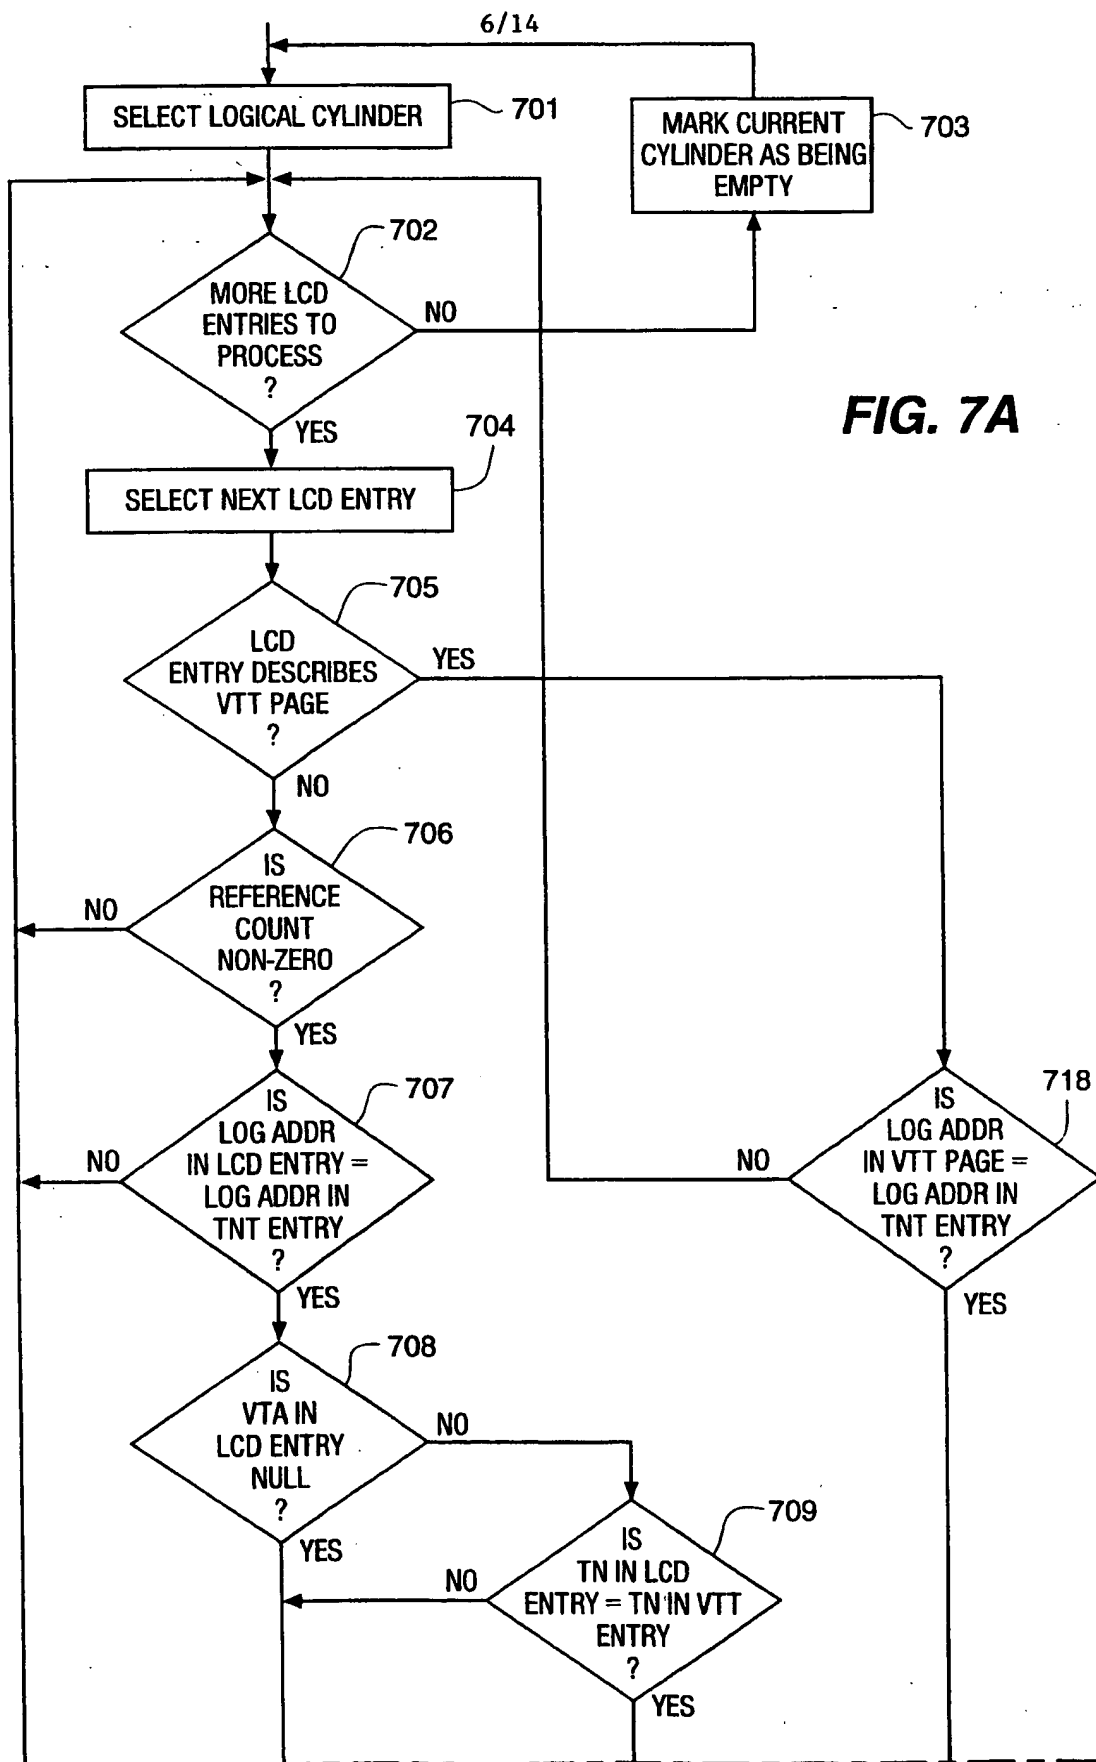 6/14
SELECT LOGICAL CYLINDER
701
MARK CURRENT
CYLINDER AS BEING
EMPTY
703
702
MORE LCD
ENTRIES TO
PROCESS
?
NO
YES
FIG. 7A
704
SELECT NEXT LCD ENTRY
705
LCD
ENTRY DESCRIBES
VTT PAGE
?
YES
NO
706
IS
REFERENCE
COUNT
NON-ZERO
?
NO
YES
707
IS
LOG ADDR
IN LCD ENTRY =
LOG ADDR IN
TNT ENTRY
?
NO
YES
718
IS
LOG ADDR
IN VTT PAGE =
LOG ADDR IN
TNT ENTRY
?
NO
YES
708
IS
VTA IN
LCD ENTRY
NULL
?
NO
YES
709
IS
TN IN LCD
ENTRY = TN IN VTT
ENTRY
?
NO
YES